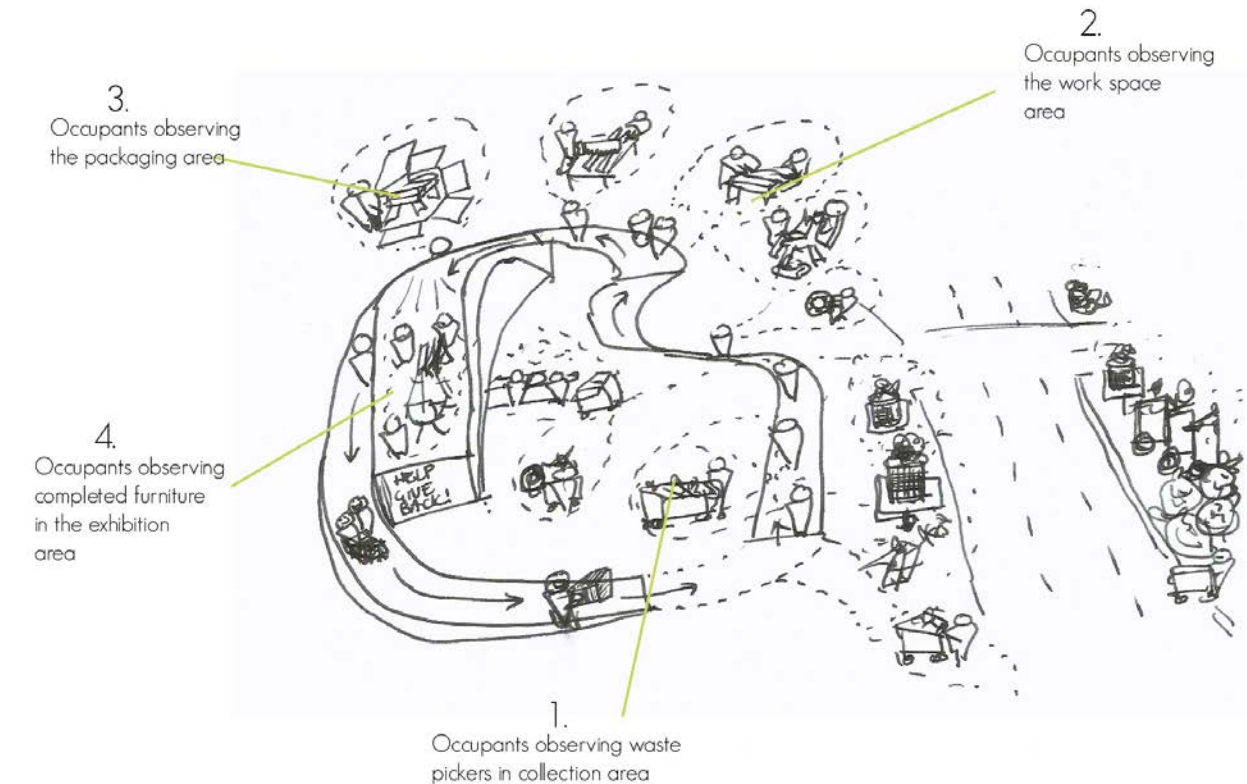 2.
Occupants observing
the work space
area
3.
Occupants observing
the packaging area
4.
Occupants observing
completed furniture
in the exhibition
area
HELP
GIVE
BACK!
1.
Occupants observing waste
pickers in collection area